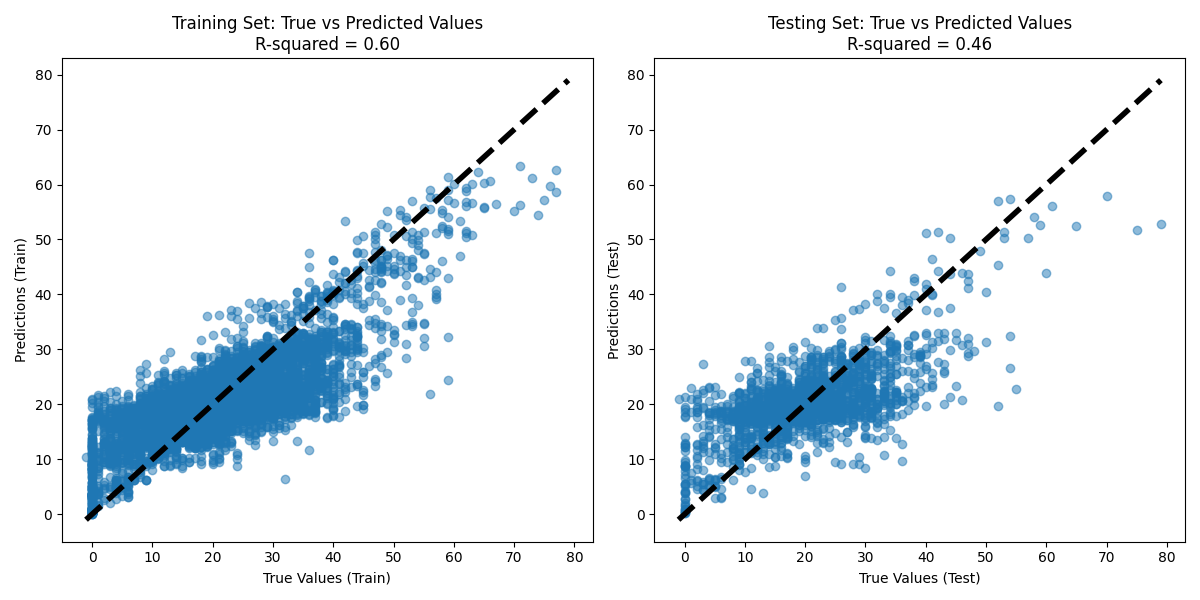 Training Set: True vs Predicted Values
R-squared = 0.60
80
70
60
50
40
30
20
10
0
Predictions (Train)
0 10 20 30 40 50 60 70 80
True Values (Train)
Testing Set: True vs Predicted Values
R-squared = 0.46
80
70
60
50
40
30
20
10
0
Predictions (Test)
0 10 20 30 40 50 60 70 80
True Values (Test)